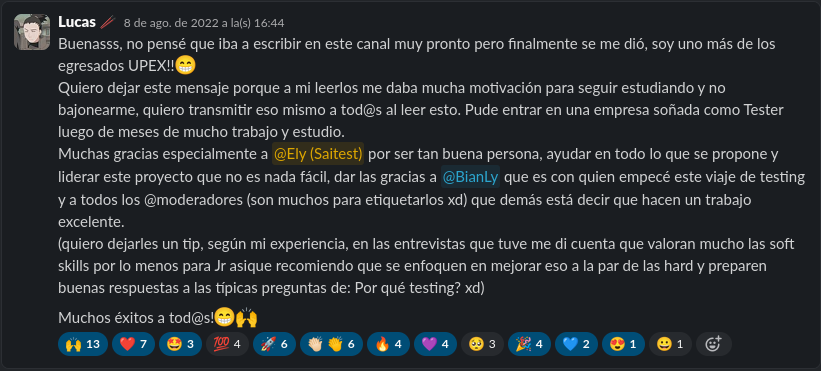 Lucas 8 de ago. de 2022 a la(s) 16:44
Buenasss, no pensé que iba a escribir en este canal muy pronto pero finalmente se me dió, soy uno más de los
egresados UPEX!!😁
Quiero dejar este mensaje porque a mi leerlos me daba mucha motivación para seguir estudiando y no
bajonearme, quiero transmitir eso mismo a tod@s al leer esto. Pude entrar en una empresa soñada como Tester
luego de meses de mucho trabajo y estudio.
Muchas gracias especialmente a @Ely (Saitest) por ser tan buena persona, ayudar en todo lo que se propone y
liderar este proyecto que no es nada fácil, dar las gracias a @BianLy que es con quien empecé este viaje de testing
y a todos los @moderadores (son muchos para etiquetarlos xd) que demás está decir que hacen un trabajo
excelente.
(quiero dejarles un tip, según mi experiencia, en las entrevistas que tuve me di cuenta que valoran mucho las soft
skills por lo menos para Jr asique recomiendo que se enfoquen en mejorar eso a la par de las hard y preparen
buenas respuestas a las típicas preguntas de: Por qué testing? xd)
Muchos éxitos a tod@s!😁🙌
🙌 13 ❤️ 7 🤩 3 💯 4 🚀 6 👏🏻 👏 6 🔥 4 💜 4 🥺 3 🎉 4 💙 2 😍 1 😀 1